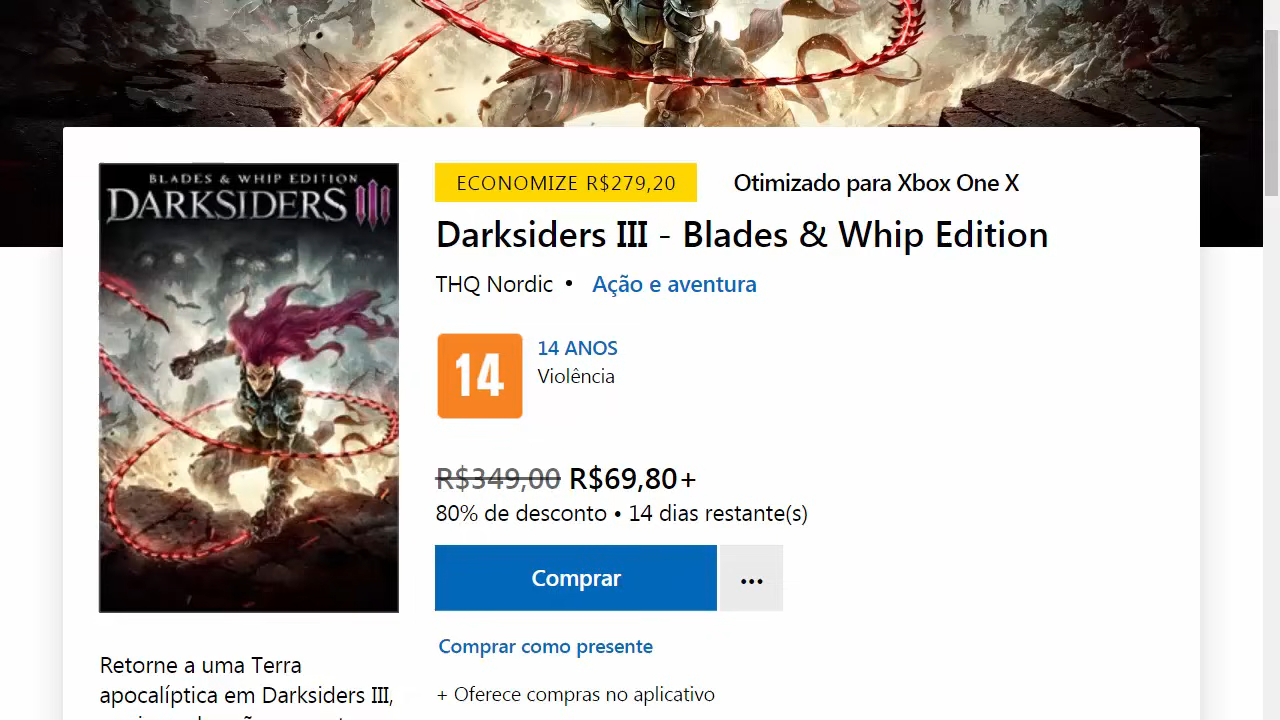 BLADES & WHIP EDITION
DARKSIDERS III
ECONOMIZE R$279,20
Otimizado para Xbox One X
Darksiders III - Blades & Whip Edition
THQ Nordic • Ação e aventura
14
14 ANOS
Violência
R$349,00 R$69,80+
80% de desconto • 14 dias restante(s)
Comprar
...
Comprar como presente
+ Oferece compras no aplicativo
Retorne a uma Terra
apocalíptica em Darksiders III,